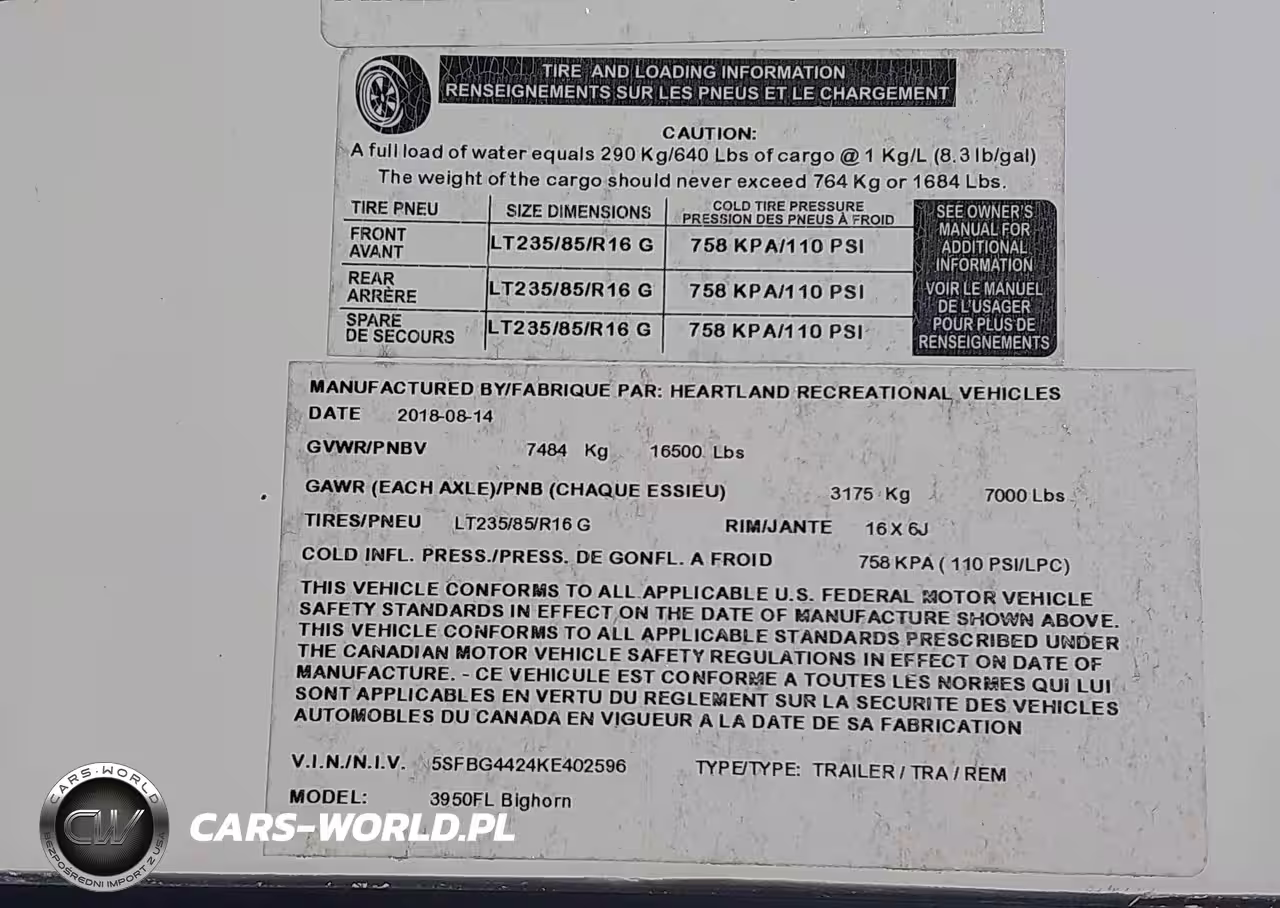 TIRE AND LOADING INFORMATION
RENSEIGNEMENTS SUR LES PNEUS ET LE CHARGEMENT
CAUTION:
A full load of water equals 290 Kg/640 Lbs of cargo @ 1 Kg/L (8.3 lb/gal)
The weight of the cargo should never exceed 764 Kg or 1684 Lbs.
TIRE PNEU SIZE DIMENSIONS COLD TIRE PRESSURE
PRESSION DES PNEUS À FROID
FRONT
AVANT LT235/85/R16 G 758 KPA/110 PSI
REAR
ARRÈRE LT235/85/R16 G 758 KPA/110 PSI
SPARE
DE SECOURS LT235/85/R16 G 758 KPA/110 PSI
SEE OWNER'S
MANUAL FOR
ADDITIONAL
INFORMATION
VOIR LE MANUEL
DE L'USAGER
POUR PLUS DE
RENSEIGNEMENTS
MANUFACTURED BY/FABRIQUE PAR: HEARTLAND RECREATIONAL VEHICLES
DATE 2018-08-14
GVWR/PNBV 7484 Kg 16500 Lbs
GAWR (EACH AXLE)/PNB (CHAQUE ESSIEU) 3175 Kg 7000 Lbs
TIRES/PNEU LT235/85/R16 G RIM/JANTE 16 X 6J
COLD INFL. PRESS./PRESS. DE GONFL. A FROID 758 KPA ( 110 PSI/LPC)
THIS VEHICLE CONFORMS TO ALL APPLICABLE U.S. FEDERAL MOTOR VEHICLE
SAFETY STANDARDS IN EFFECT ON THE DATE OF MANUFACTURE SHOWN ABOVE.
THIS VEHICLE CONFORMS TO ALL APPLICABLE STANDARDS PRESCRIBED UNDER
THE CANADIAN MOTOR VEHICLE SAFETY REGULATIONS IN EFFECT ON DATE OF
MANUFACTURE. - CE VEHICULE EST CONFORME A TOUTES LES NORMES QUI LUI
SONT APPLICABLES EN VERTU DU REGLEMENT SUR LA SECURITE DES VEHICLES
AUTOMOBLES DU CANADA EN VIGUEUR A LA DATE DE SA FABRICATION
V.I.N./N.I.V. 5SFBG4424KE402596 TYPE/TYPE: TRAILER / TRA / REM
MODEL: 3950FL Bighorn
CARS-WORLD
CW
BEZPOŚREDNI IMPORT Z USA
CARS-WORLD.PL